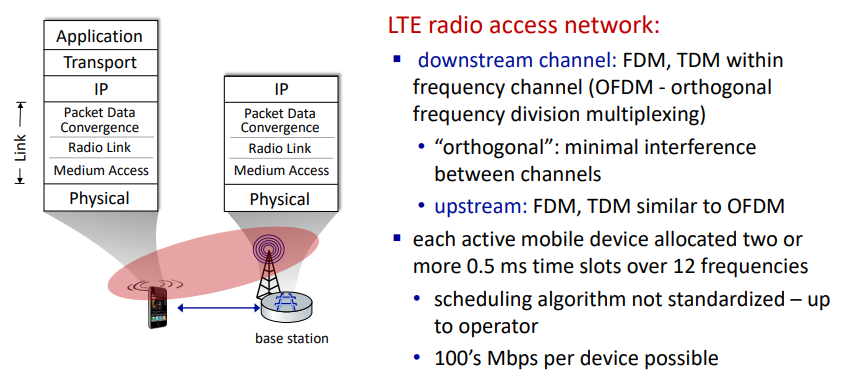 Application
Transport
IP
Packet Data
Convergence
Radio Link
Medium Access
Physical
Link
IP
Packet Data
Convergence
Radio Link
Medium Access
Physical
base station
LTE radio access network:
▪ downstream channel: FDM, TDM within
frequency channel (OFDM - orthogonal
frequency division multiplexing)
• “orthogonal”: minimal interference
between channels
• upstream: FDM, TDM similar to OFDM
▪ each active mobile device allocated two or
more 0.5 ms time slots over 12 frequencies
• scheduling algorithm not standardized – up
to operator
• 100’s Mbps per device possible